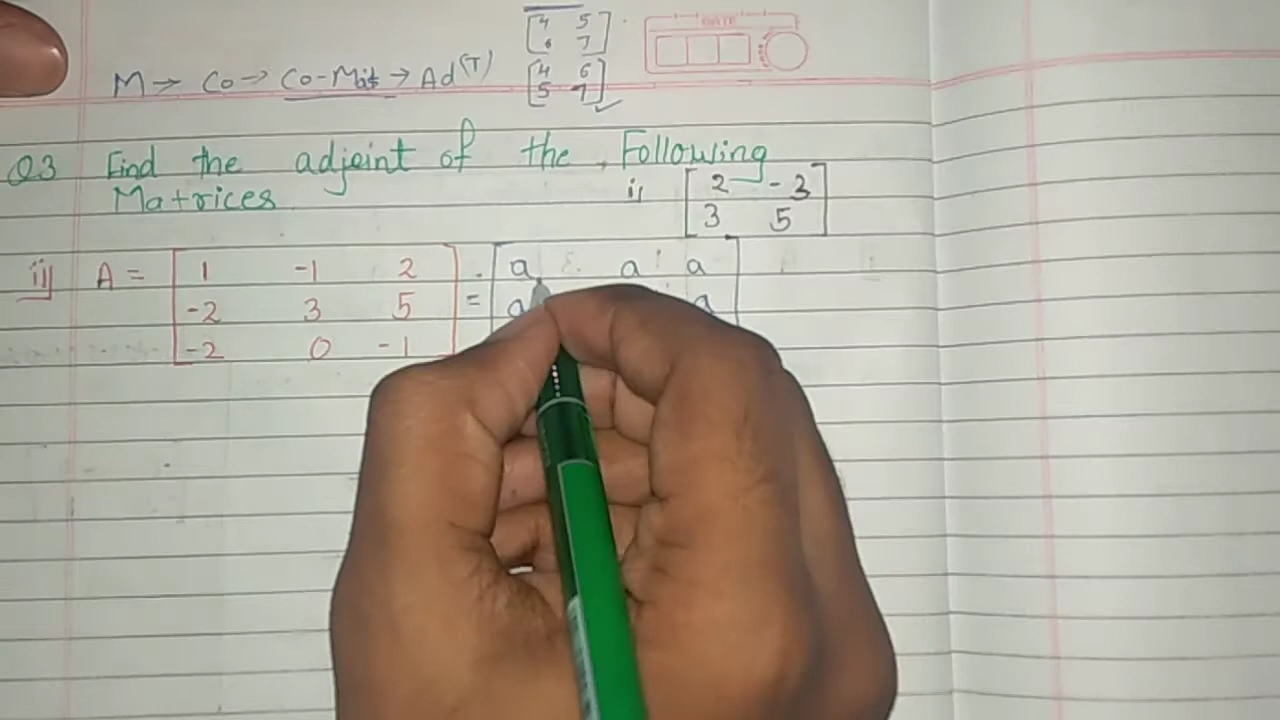 4 5
6 7
DATE
M → Co → Co-Mat → Ad(T)
4 6
5 7
Q3 Find the adjoint of the Following
Matrices
i) 2 -3
3 5
ii) A = 1 -1 2 = a a a
-2 3 5 a a
-2 0 -1